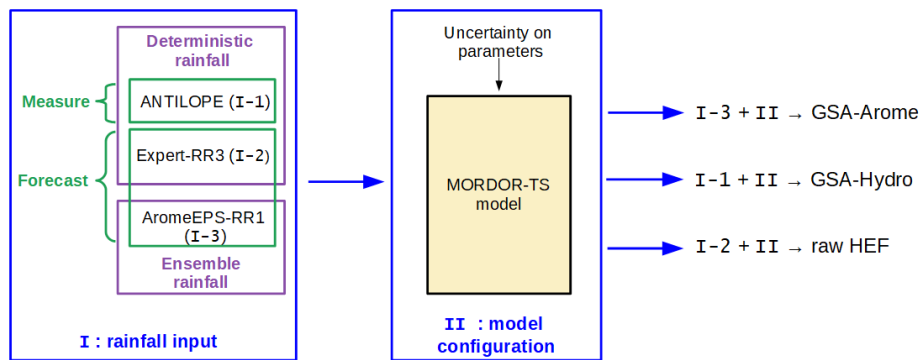 Deterministic
rainfall
Measure
ANTILOPE (I-1)
Expert-RR3 (I-2)
Forecast
AromeEPS-RR1
(I-3)
Ensemble
rainfall
I : rainfall input
Uncertainty on
parameters
MORDOR-TS
model
II : model
configuration
I-3 + II → GSA-Arome
I-1 + II → GSA-Hydro
I-2 + II → raw HEF